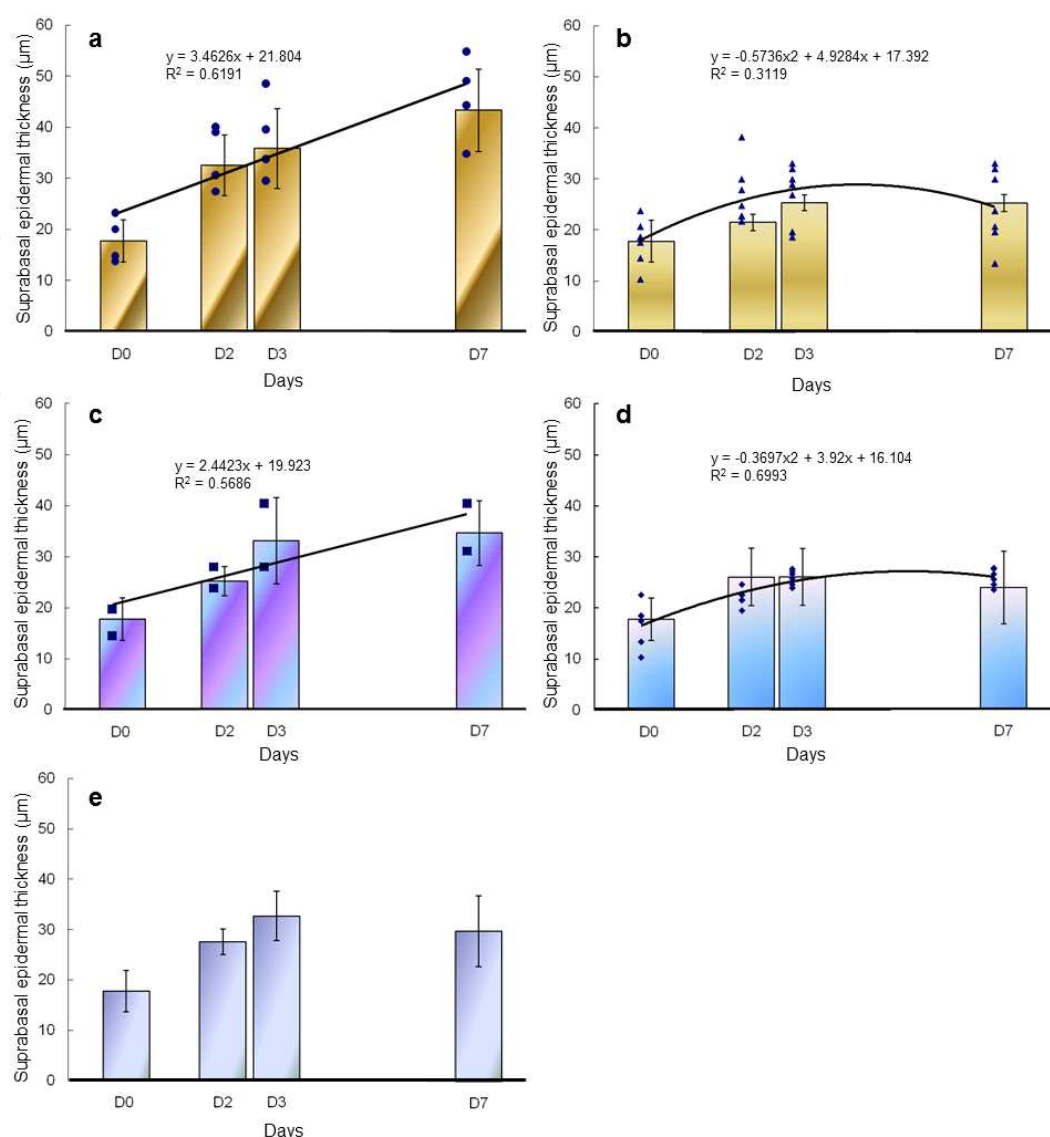 a
y = 3.4626x + 21.804
R2 = 0.6191
Suprabasal epidermal thickness (µm)
60
50
40
30
20
10
0
D0 D2 D3 D7
Days
b
y = -0.5736x2 + 4.9284x + 17.392
R2 = 0.3119
Suprabasal epidermal thickness (µm)
60
50
40
30
20
10
0
D0 D2 D3 D7
Days
c
y = 2.4423x + 19.923
R2 = 0.5686
Suprabasal epidermal thickness (µm)
60
50
40
30
20
10
0
D0 D2 D3 D7
Days
d
y = -0.3697x2 + 3.92x + 16.104
R2 = 0.6993
Suprabasal epidermal thickness (µm)
60
50
40
30
20
10
0
D0 D2 D3 D7
Days
e
Suprabasal epidermal thickness (µm)
60
50
40
30
20
10
0
D0 D2 D3 D7
Days